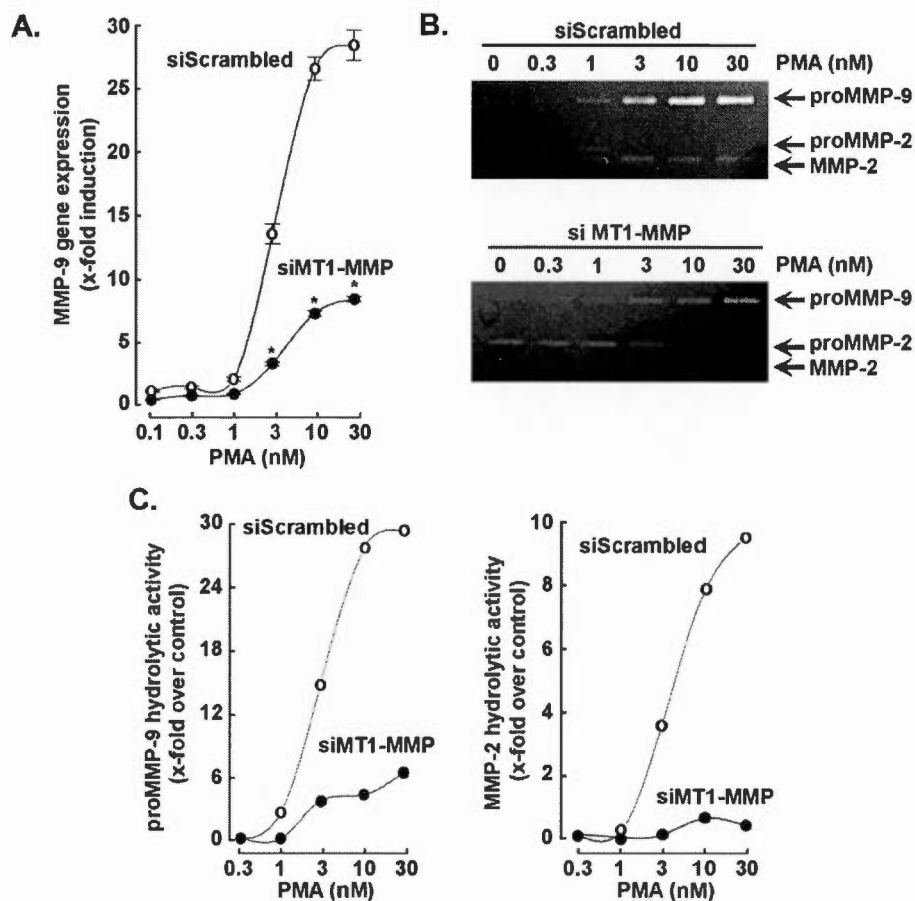 A.
siScrambled
siMT1-MMP
MMP-9 gene expression
(x-fold induction)
30
25
20
15
10
5
0
* * *
0.1 0.3 1 3 10 30
PMA (nM)
B.
siScrambled
0 0.3 1 3 10 30 PMA (nM)
proMMP-9
proMMP-2
MMP-2
si MT1-MMP
0 0.3 1 3 10 30 PMA (nM)
proMMP-9
proMMP-2
MMP-2
C.
siScrambled
siMT1-MMP
proMMP-9 hydrolytic activity
(x-fold over control)
30
24
18
12
6
0
0.3 1 3 10 30
PMA (nM)
siScrambled
siMT1-MMP
MMP-2 hydrolytic activity
(x-fold over control)
10
8
6
4
2
0
0.3 1 3 10 30
PMA (nM)